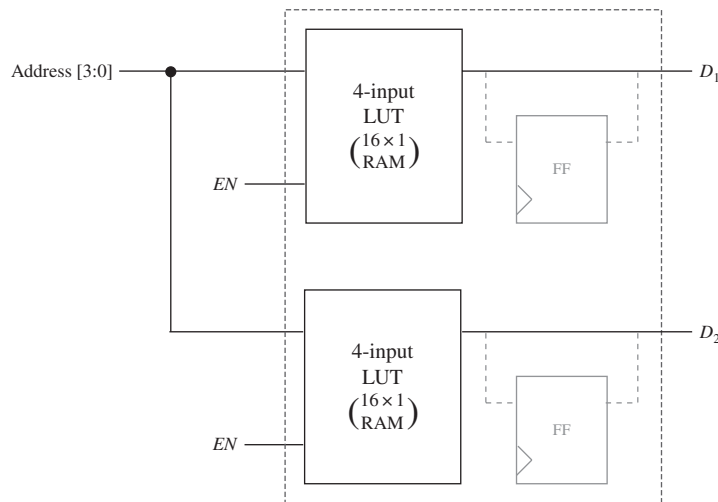 Address [3:0]
4-input
LUT
(16 × 1
RAM)
D1
EN
FF
4-input
LUT
(16 × 1
RAM)
D2
EN
FF